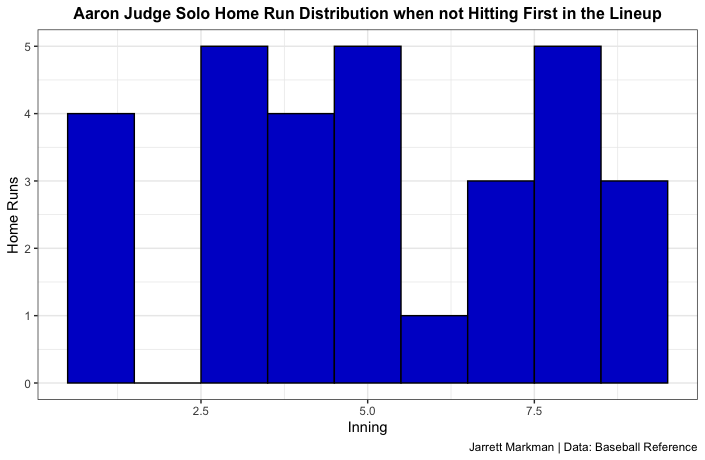 Aaron Judge Solo Home Run Distribution when not Hitting First in the Lineup
Home Runs
5
4
3
2
1
0
2.5 5.0 7.5
Inning
Jarrett Markman | Data: Baseball Reference